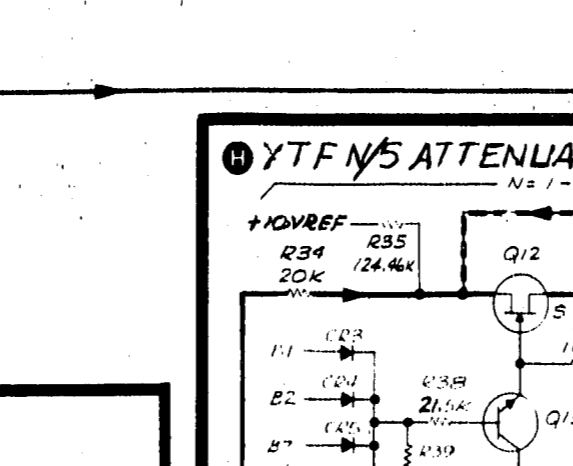 H YTF N/5 ATTENUA
N = 1 -
+10VREF
R35
124.46K
R34
20K
Q12
S
CR3
CR4
B2
R38
21.5K
CR5
R39